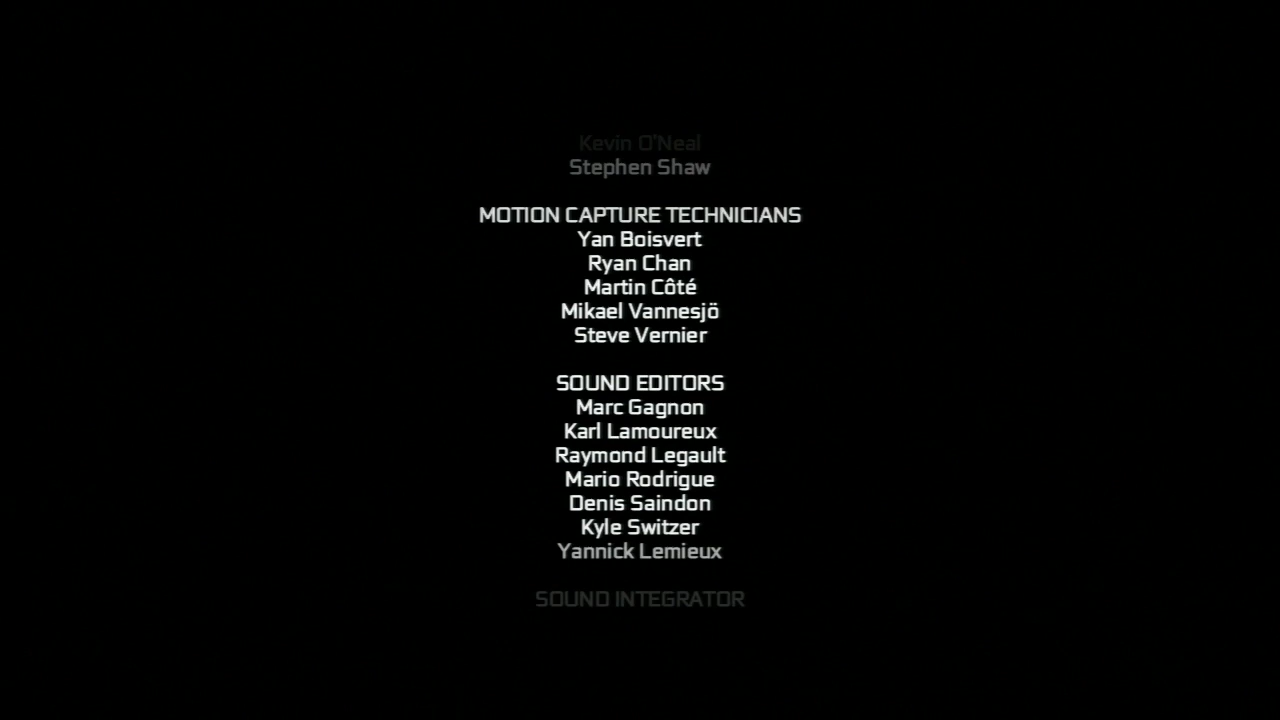 Kevin O'Neal
Stephen Shaw
MOTION CAPTURE TECHNICIANS
Yan Boisvert
Ryan Chan
Martin Côté
Mikael Vannesjö
Steve Vernier
SOUND EDITORS
Marc Gagnon
Karl Lamoureux
Raymond Legault
Mario Rodrigue
Denis Saindon
Kyle Switzer
Yannick Lemieux
SOUND INTEGRATOR